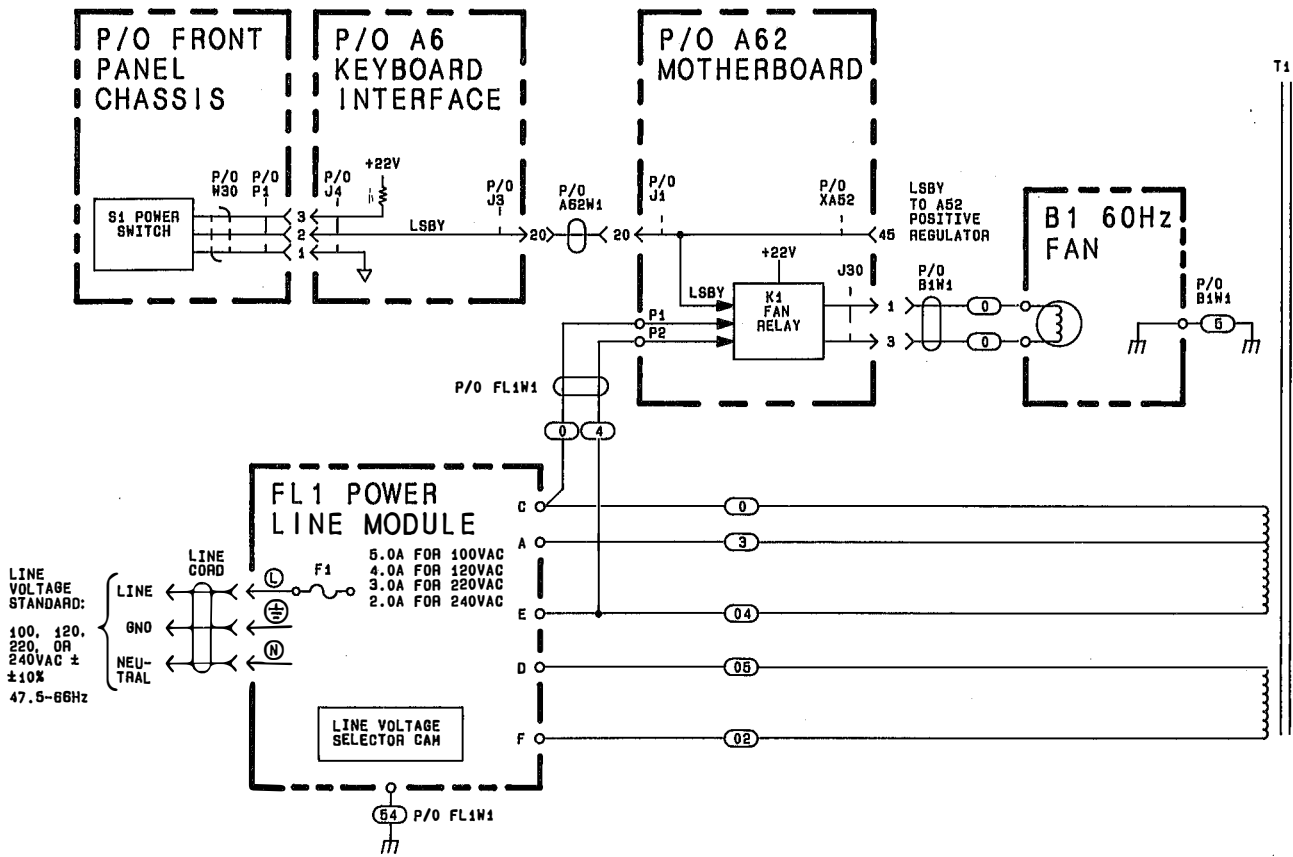 P/O FRONT
PANEL
CHASSIS
P/O A6
KEYBOARD
INTERFACE
P/O A62
MOTHERBOARD
T1
S1 POWER
SWITCH
P/O
W30
P/O
P1
3
2
1
P/O
J4
+22V
LSBY
P/O
J3
20
P/O
A62W1
20
P/O
J1
P/O
XA52
45
LSBY
TO A52
POSITIVE
REGULATOR
+22V
LSBY
K1
FAN
RELAY
P1
P2
J30
1
3
P/O
B1W1
0
0
B1 60Hz
FAN
P/O
B1W1
5
P/O FL1W1
0
4
FL1 POWER
LINE MODULE
5.0A FOR 100VAC
4.0A FOR 120VAC
3.0A FOR 220VAC
2.0A FOR 240VAC
LINE
CORD
L
F1
N
LINE
VOLTAGE
STANDARD:
100, 120,
220, OR
240VAC ±
±10%
47.5-66Hz
LINE
GND
NEU-
TRAL
LINE VOLTAGE
SELECTOR CAM
C
0
A
3
E
04
D
05
F
02
54
P/O FL1W1